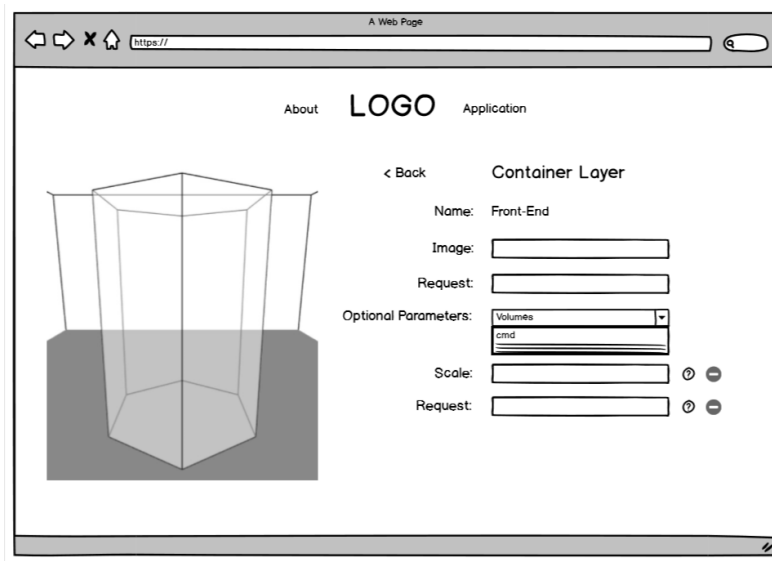 A Web Page
https://
About LOGO Application
< Back Container Layer
Name: Front-End
Image:
Request:
Optional Parameters: Volumes
cmd
Scale: ?
Request: ?